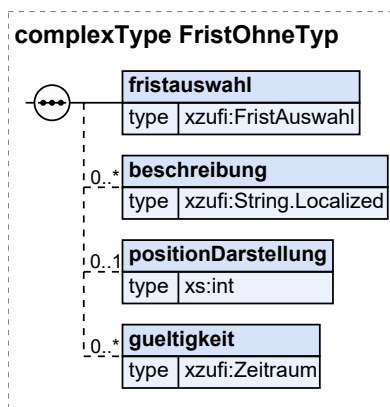 complexType FristOhneTyp
fristauswahl
type xzufi:FristAuswahl
0..* beschreibung
type xzufi:String.Localized
0..1 positionDarstellung
type xs:int
0..* gueltigkeit
type xzufi:Zeitraum